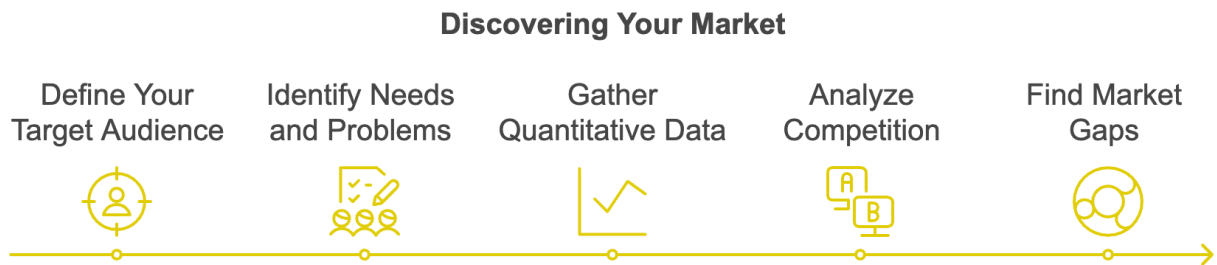 Discovering Your Market
Define Your
Target Audience
Identify Needs
and Problems
Gather
Quantitative Data
Analyze
Competition
Find Market
Gaps
A
B